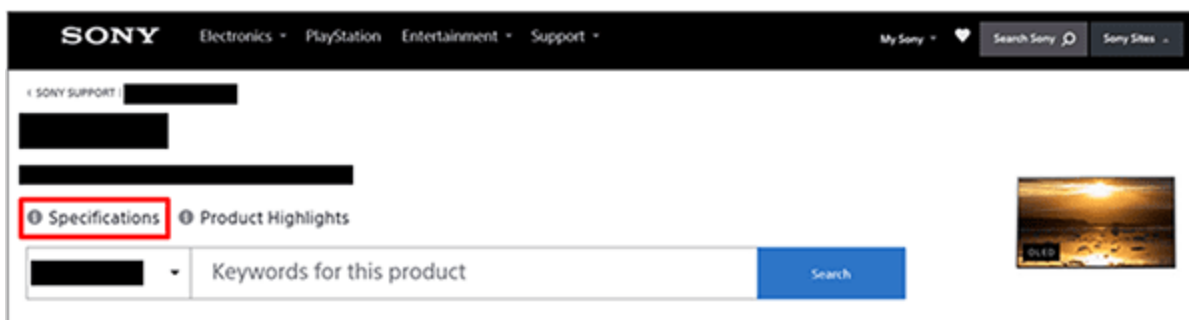 SONY Electronics PlayStation Entertainment Support My Sony Search Sony Sony Sites
< SONY SUPPORT |
Specifications Product Highlights
OLED
Keywords for this product Search